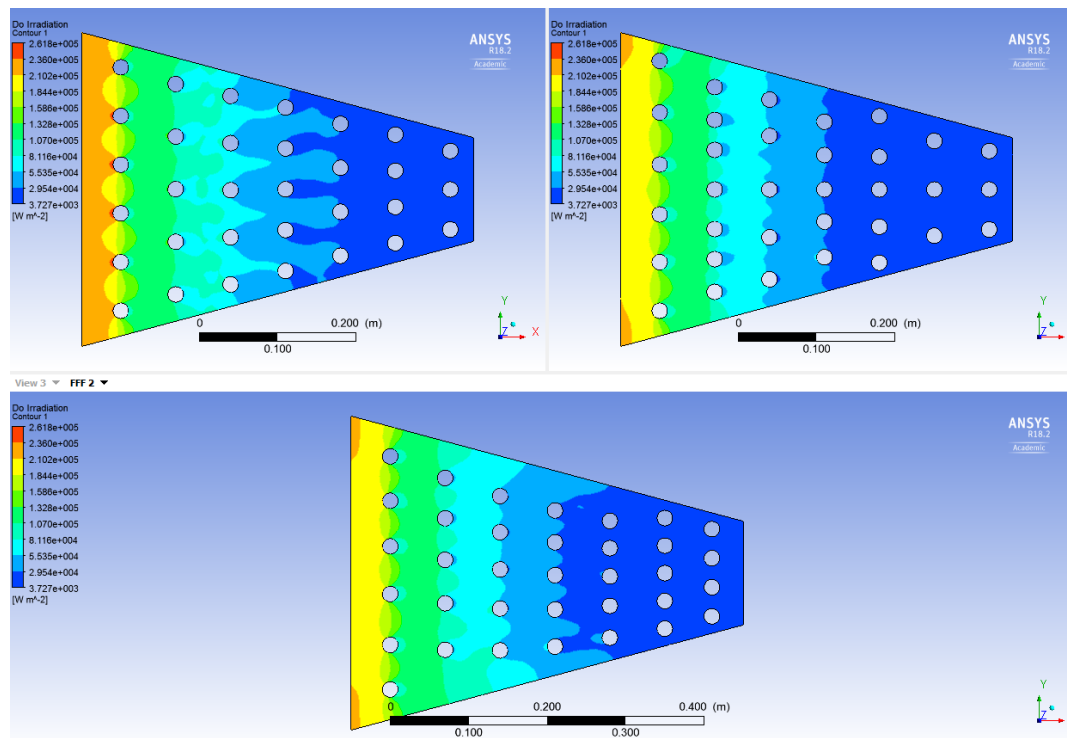 Do Irradiation
Contour 1
2.618e+005
2.360e+005
2.102e+005
1.844e+005
1.586e+005
1.328e+005
1.070e+005
8.116e+004
5.535e+004
2.954e+004
3.727e+003
[W m^-2]
ANSYS
R18.2
Academic
0
0.200 (m)
0.100
Y
Z
X
Do Irradiation
Contour 1
2.618e+005
2.360e+005
2.102e+005
1.844e+005
1.586e+005
1.328e+005
1.070e+005
8.116e+004
5.535e+004
2.954e+004
3.727e+003
[W m^-2]
ANSYS
R18.2
Academic
0
0.200 (m)
0.100
Y
Z
X
View 3 FFF 2
Do Irradiation
Contour 1
2.618e+005
2.360e+005
2.102e+005
1.844e+005
1.586e+005
1.328e+005
1.070e+005
8.116e+004
5.535e+004
2.954e+004
3.727e+003
[W m^-2]
ANSYS
R18.2
Academic
0
0.200
0.400 (m)
0.100
0.300
Y
Z
X